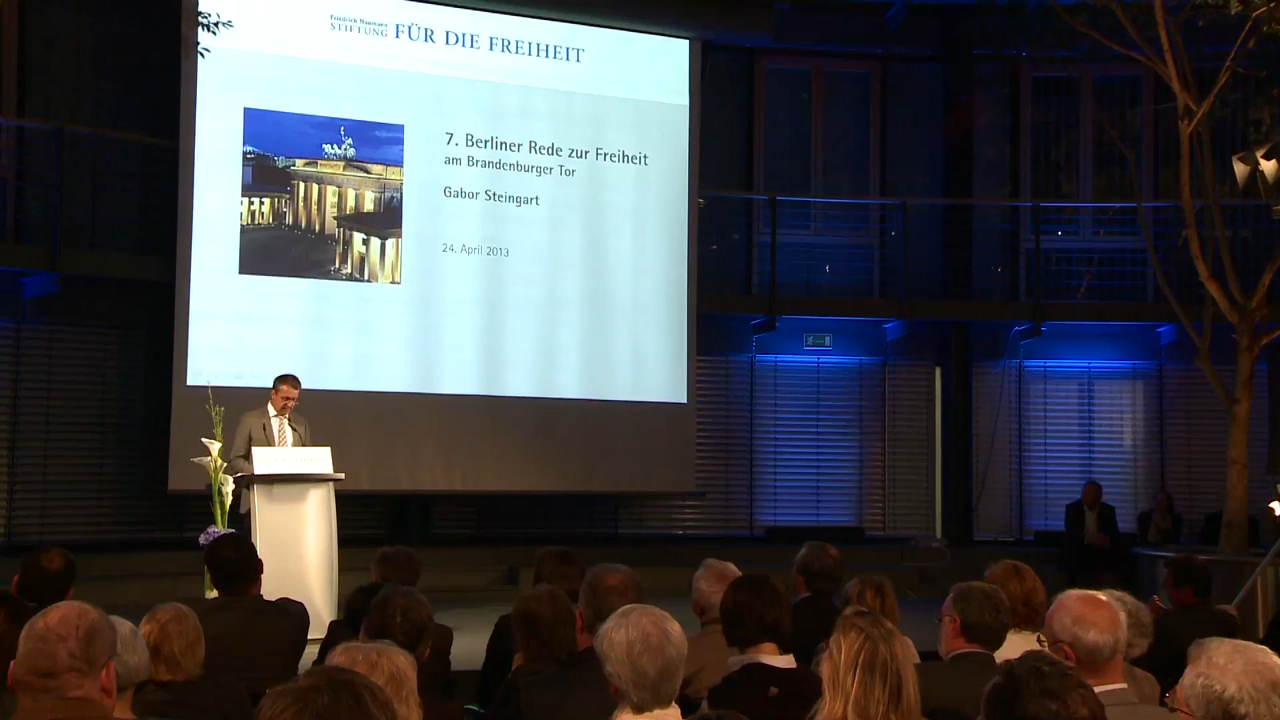 Friedrich Naumann
STIFTUNG FÜR DIE FREIHEIT
7. Berliner Rede zur Freiheit
am Brandenburger Tor
Gabor Steingart
24. April 2013